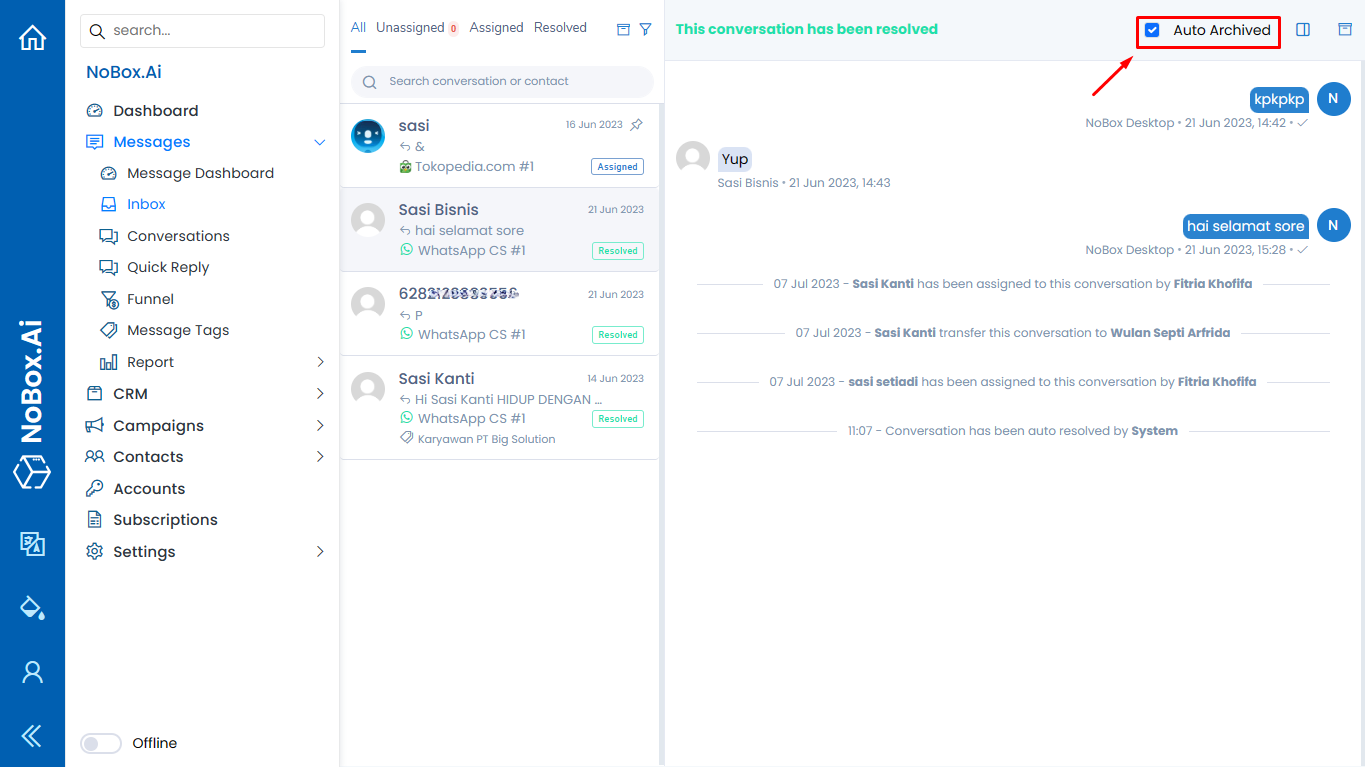 NoBox.Ai
search...
NoBox.Ai
Dashboard
Messages
Message Dashboard
Inbox
Conversations
Quick Reply
Funnel
Message Tags
Report
CRM
Campaigns
Contacts
Accounts
Subscriptions
Settings
Offline
All Unassigned 0 Assigned Resolved
Search conversation or contact
sasi 16 Jun 2023
&
Tokopedia.com #1 Assigned
Sasi Bisnis 21 Jun 2023
hai selamat sore
WhatsApp CS #1 Resolved
21 Jun 2023
P
WhatsApp CS #1 Resolved
Sasi Kanti 14 Jun 2023
Hi Sasi Kanti HIDUP DENGAN ...
WhatsApp CS #1 Resolved
Karyawan PT Big Solution
This conversation has been resolved
Auto Archived
kpkpkp N
NoBox Desktop • 21 Jun 2023, 14:42 •
Yup
Sasi Bisnis • 21 Jun 2023, 14:43
hai selamat sore N
NoBox Desktop • 21 Jun 2023, 15:28 •
07 Jul 2023 - Sasi Kanti has been assigned to this conversation by Fitria Khofifa
07 Jul 2023 - Sasi Kanti transfer this conversation to Wulan Septi Arfrida
07 Jul 2023 - sasi setiadi has been assigned to this conversation by Fitria Khofifa
11:07 - Conversation has been auto resolved by System